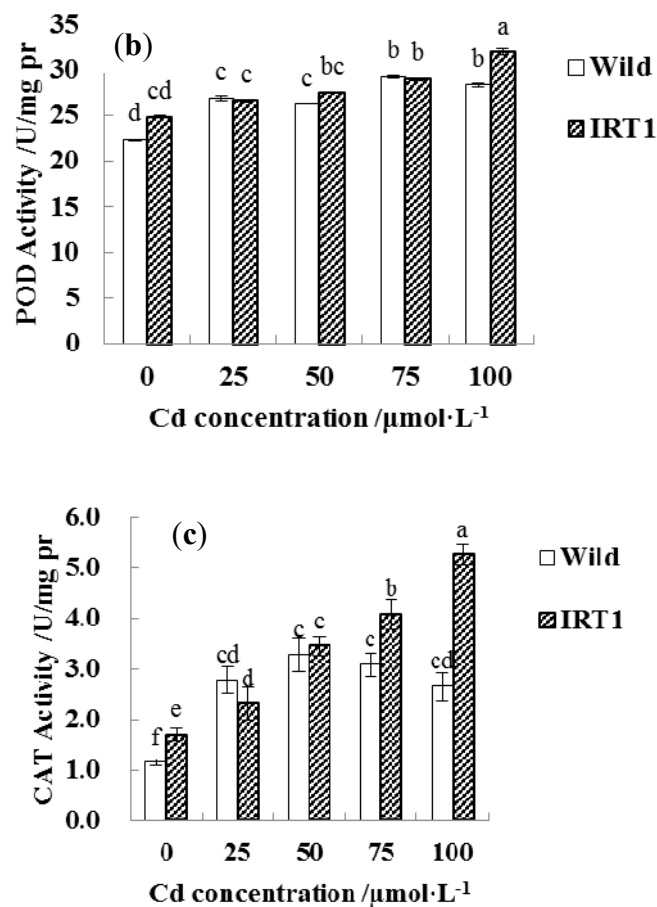 (b)
POD Activity /U/mg pr
35
30
25
20
15
10
5
0
d cd c c c bc b b b a
0 25 50 75 100
Cd concentration /µmol·L⁻¹
Wild
IRT1
(c)
CAT Activity /U/mg pr
6.0
5.0
4.0
3.0
2.0
1.0
0.0
f e cd d c c c b cd a
0 25 50 75 100
Cd concentration /µmol·L⁻¹
Wild
IRT1